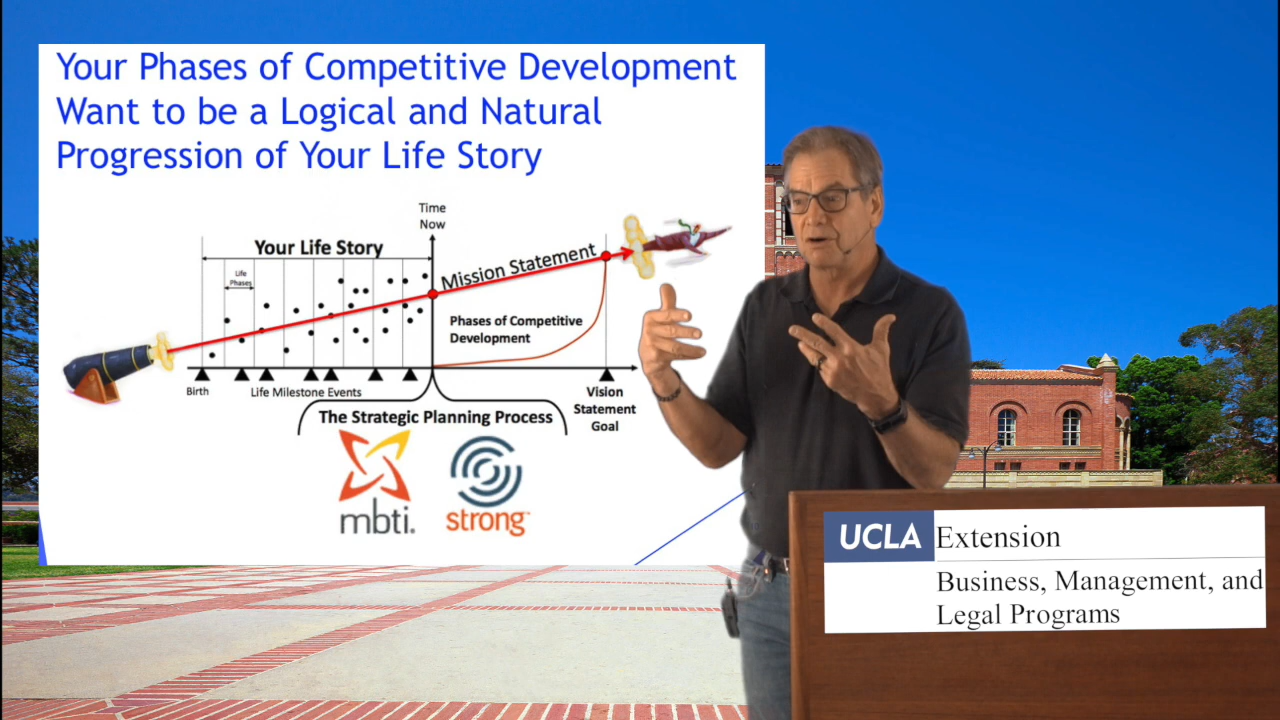 Your Phases of Competitive Development
Want to be a Logical and Natural
Progression of Your Life Story
Time
Now
Your Life Story
Mission Statement
Life
Phases
Phases of Competitive
Development
Birth
Life Milestone Events
Vision
Statement
Goal
The Strategic Planning Process
mbti.
strong™
UCLA Extension
Business, Management, and
Legal Programs